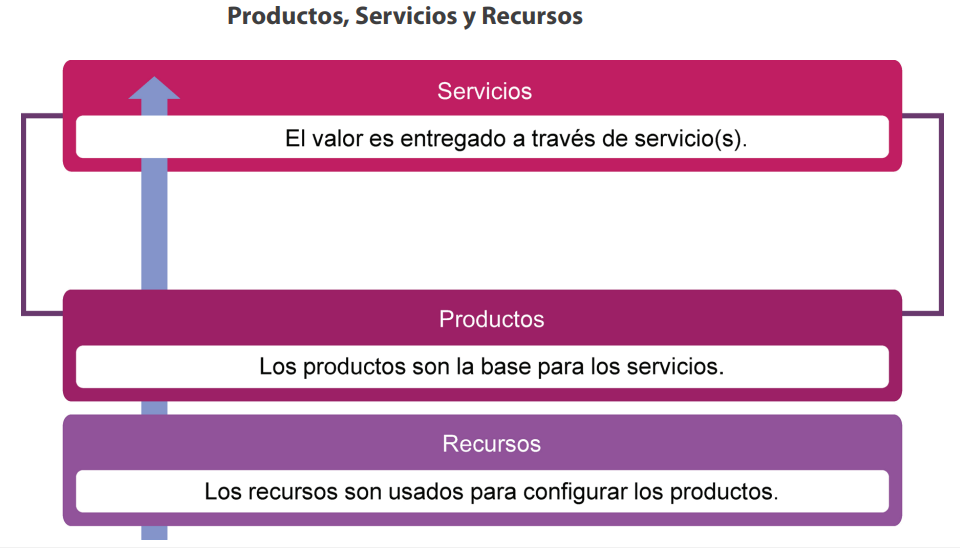 Productos, Servicios y Recursos
Servicios
El valor es entregado a través de servicio(s).
Productos
Los productos son la base para los servicios.
Recursos
Los recursos son usados para configurar los productos.